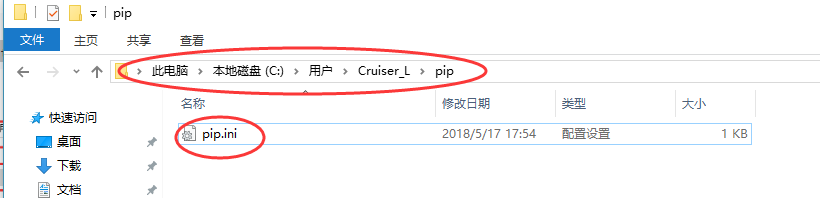 pip
文件 主页 共享 查看
此电脑 本地磁盘 (C:) 用户 Cruiser_L pip
名称 修改日期 类型 大小
快速访问
pip.ini 2018/5/17 17:54 配置设置 1 KB
桌面
下载
文档